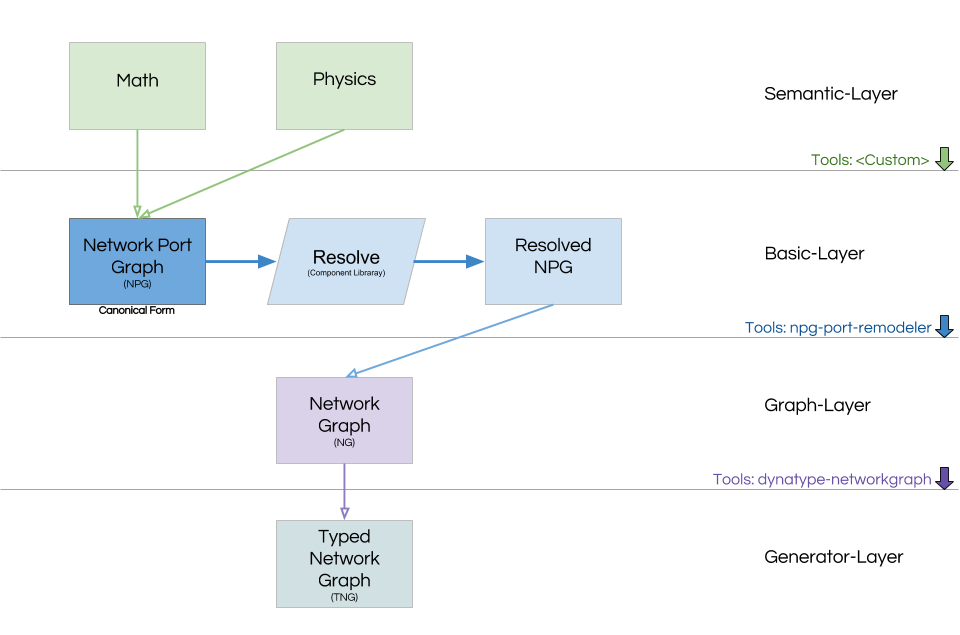 Math
Physics
Semantic-Layer
Tools: <Custom>
Network Port
Graph
(NPG)
Canonical Form
Resolve
(Component Libraray)
Resolved
NPG
Basic-Layer
Tools: npg-port-remodeler
Network
Graph
(NG)
Graph-Layer
Tools: dynatype-networkgraph
Typed
Network
Graph
(TNG)
Generator-Layer